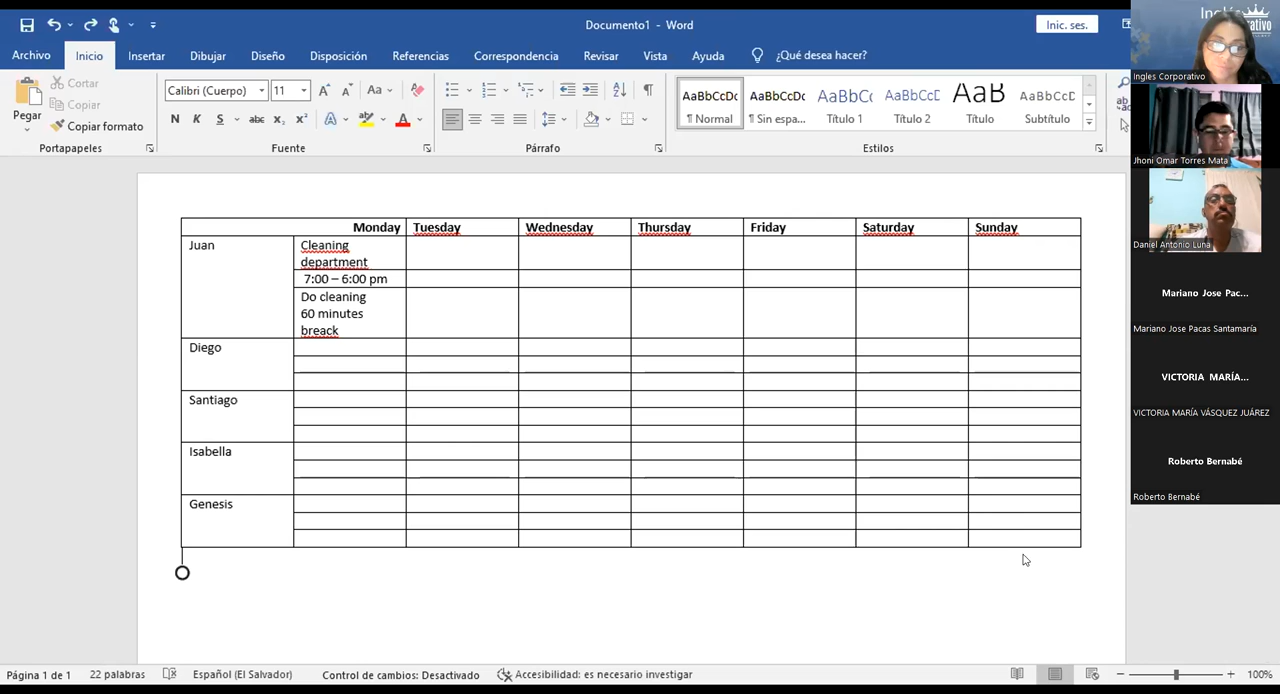 Documento1 - Word
Inic. ses.
Archivo
Inicio
Insertar
Dibujar
Diseño
Disposición
Referencias
Correspondencia
Revisar
Vista
Ayuda
¿Qué desea hacer?
Pegar
Cortar
Copiar
Copiar formato
Portapapeles
Calibri (Cuerpo)
11
Aa
N K S abc x₂ x²
Fuente
Párrafo
AaBbCcDc
¶ Normal
AaBbCcDc
¶ Sin espa...
AaBbCc
Título 1
AaBbCcD
Título 2
AaB
Título
AaBbCcD
Subtítulo
Estilos
Monday Tuesday Wednesday Thursday Friday Saturday Sunday
Juan
Cleaning
department
7:00 – 6:00 pm
Do cleaning
60 minutes
breack
Diego
Santiago
Isabella
Genesis
Ingles Corporativo
Jhoni Omar Torres Mata
Daniel Antonio Luna
Mariano Jose Pac...
Mariano Jose Pacas Santamaría
VICTORIA MARÍA...
VICTORIA MARÍA VÁSQUEZ JUÁREZ
Roberto Bernabé
Roberto Bernabé
Página 1 de 1
22 palabras
Español (El Salvador)
Control de cambios: Desactivado
Accesibilidad: es necesario investigar
100%